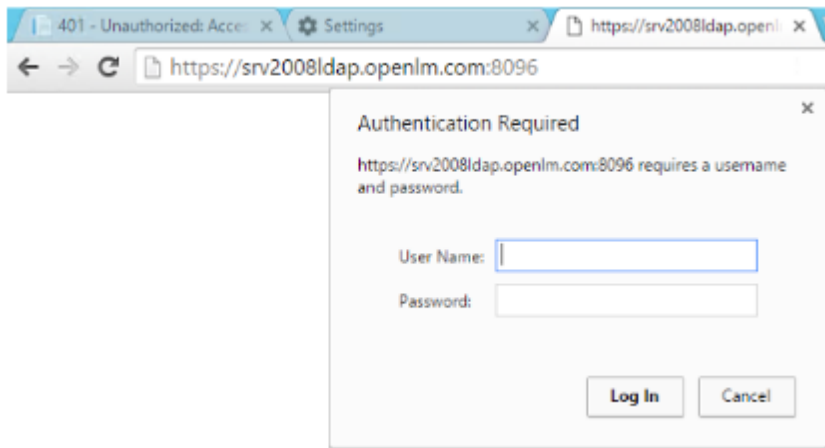 401 - Unauthorized: Acce
Settings
https://srv2008ldap.openl
https://srv2008ldap.openlm.com:8096
Authentication Required
https://srv2008ldap.openlm.com:8096 requires a username
and password.
User Name:
Password:
Log In
Cancel